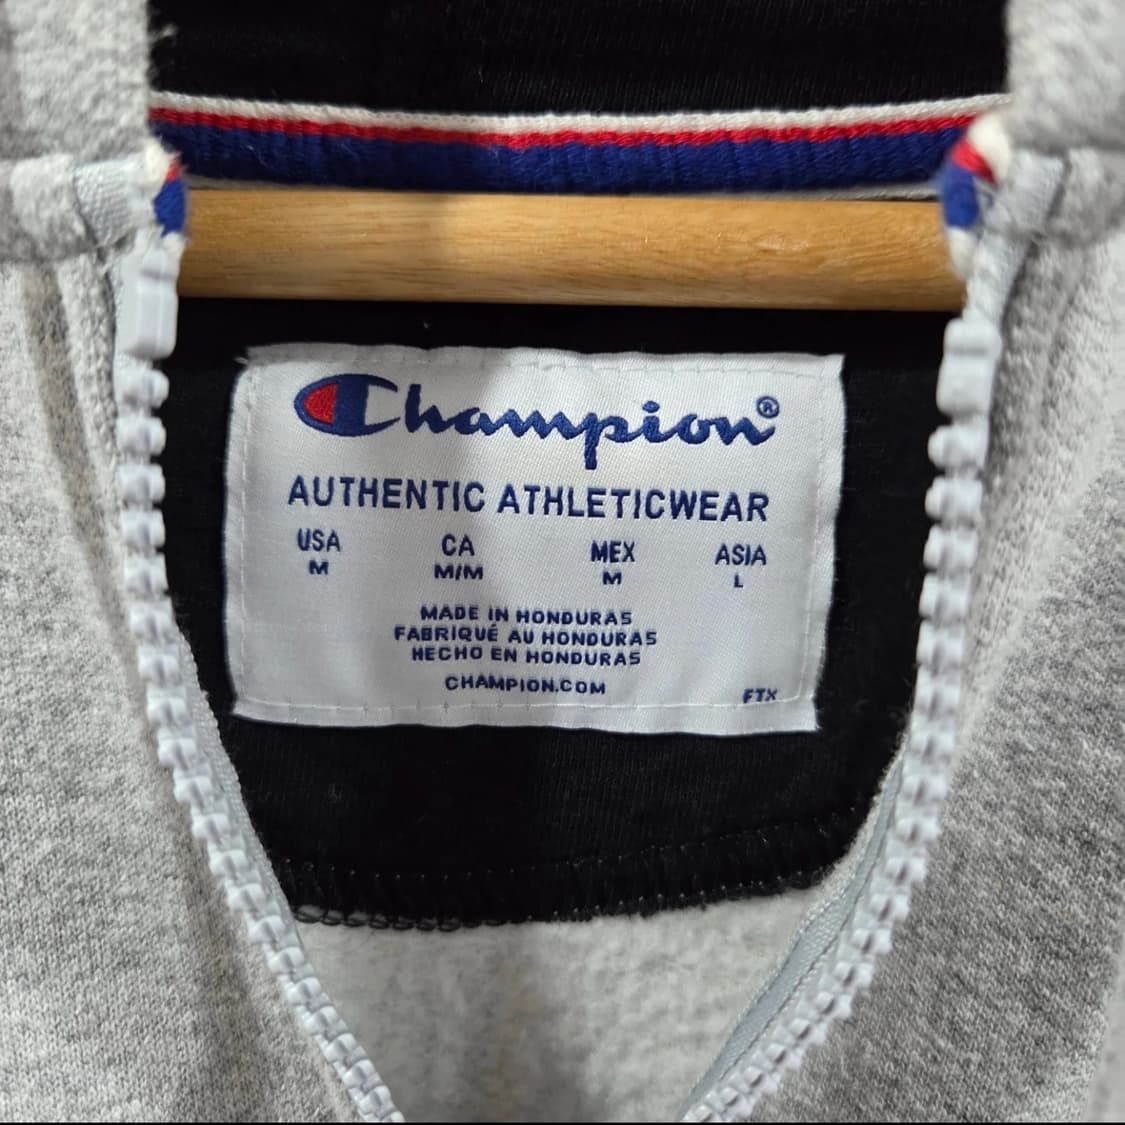 Champion®
AUTHENTIC ATHLETICWEAR
USA CA MEX ASIA
M M/M M L
MADE IN HONDURAS
FABRIQUÉ AU HONDURAS
HECHO EN HONDURAS
CHAMPION.COM
FTX